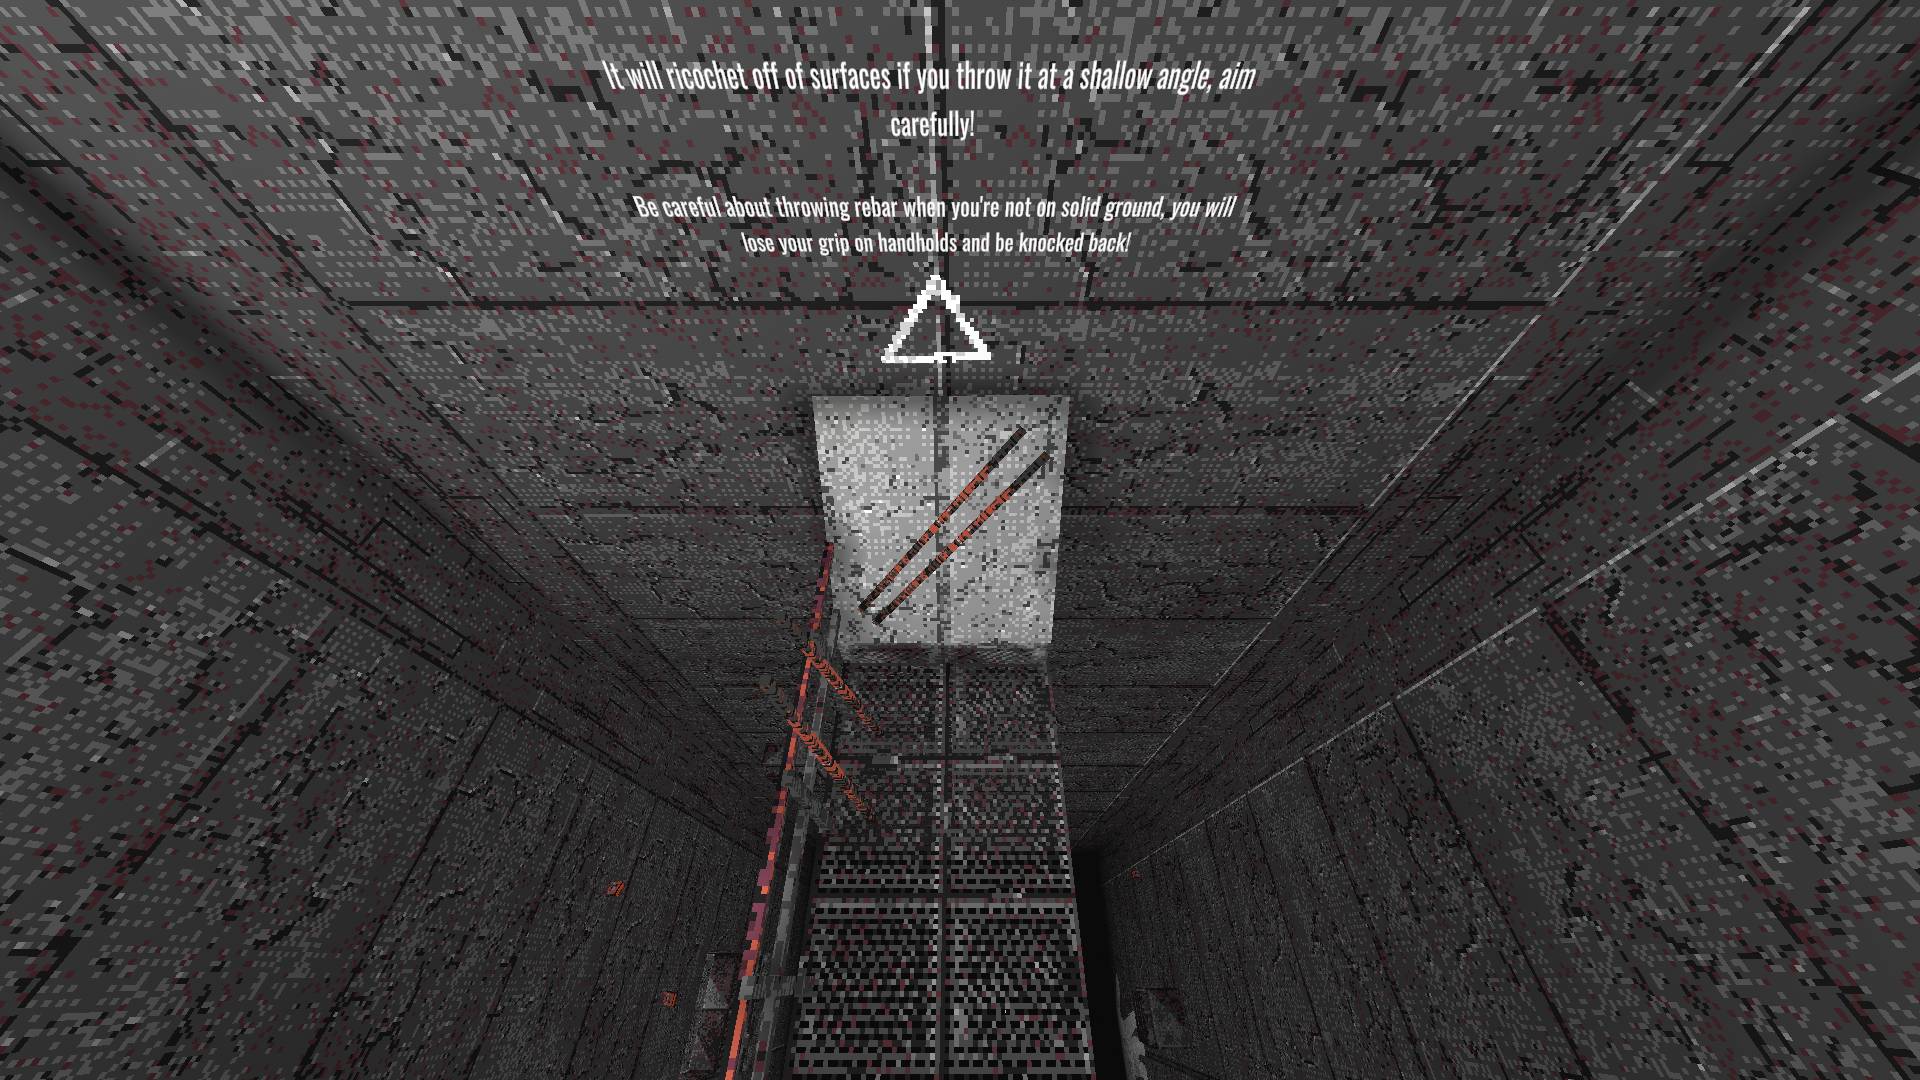 It will ricochet off of surfaces if you throw it at a shallow angle, aim
carefully!
Be careful about throwing rebar when you're not on solid ground, you will
lose your grip on handholds and be knocked back!